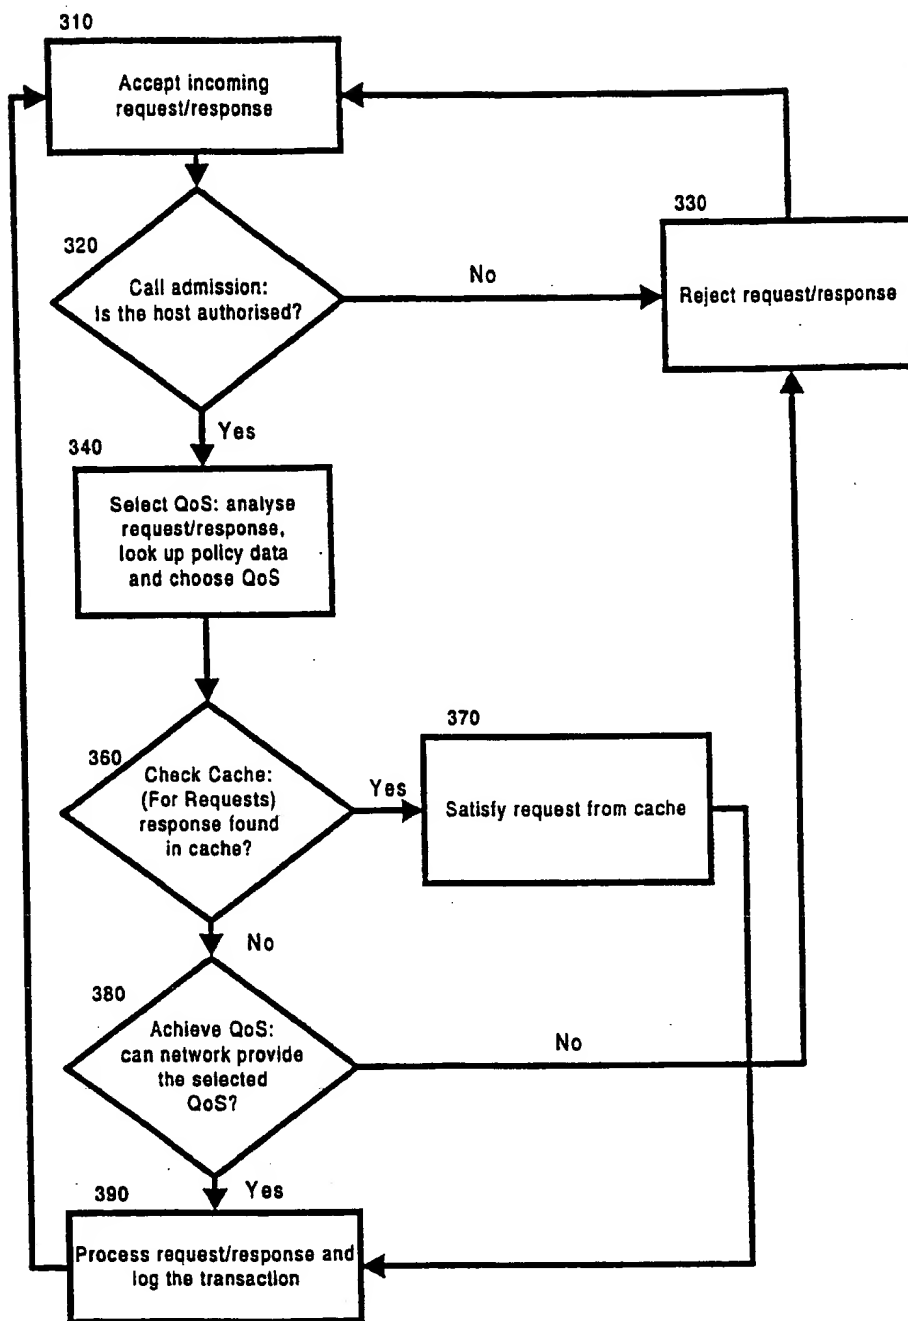 310
Accept incoming
request/response
320
Call admission:
Is the host authorised?
No
330
Reject request/response
Yes
340
Select QoS: analyse
request/response,
look up policy data
and choose QoS
360
Check Cache:
(For Requests)
response found
in cache?
Yes
370
Satisfy request from cache
No
380
Achieve QoS:
can network provide
the selected
QoS?
No
Yes
390
Process request/response and
log the transaction